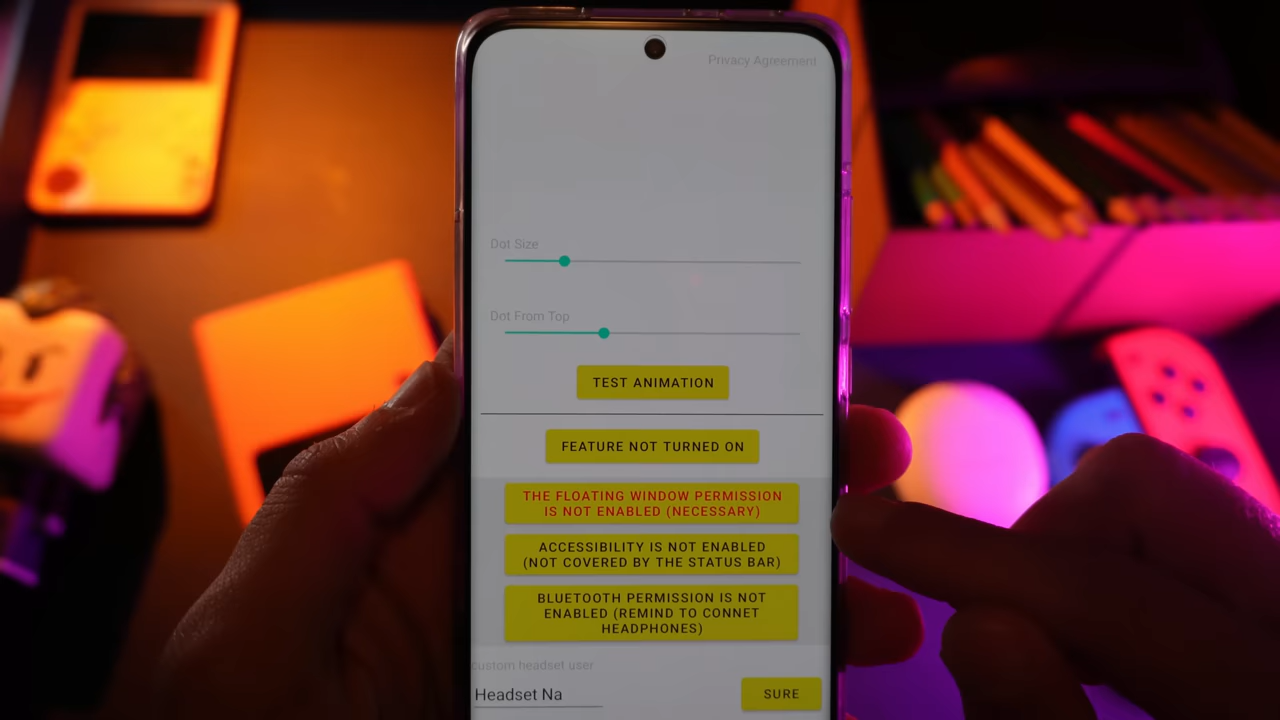 Privacy Agreement
Dot Size
Dot From Top
TEST ANIMATION
FEATURE NOT TURNED ON
THE FLOATING WINDOW PERMISSION
IS NOT ENABLED (NECESSARY)
ACCESSIBILITY IS NOT ENABLED
(NOT COVERED BY THE STATUS BAR)
BLUETOOTH PERMISSION IS NOT
ENABLED (REMIND TO CONNET
HEADPHONES)
custom headset user
Headset Na
SURE